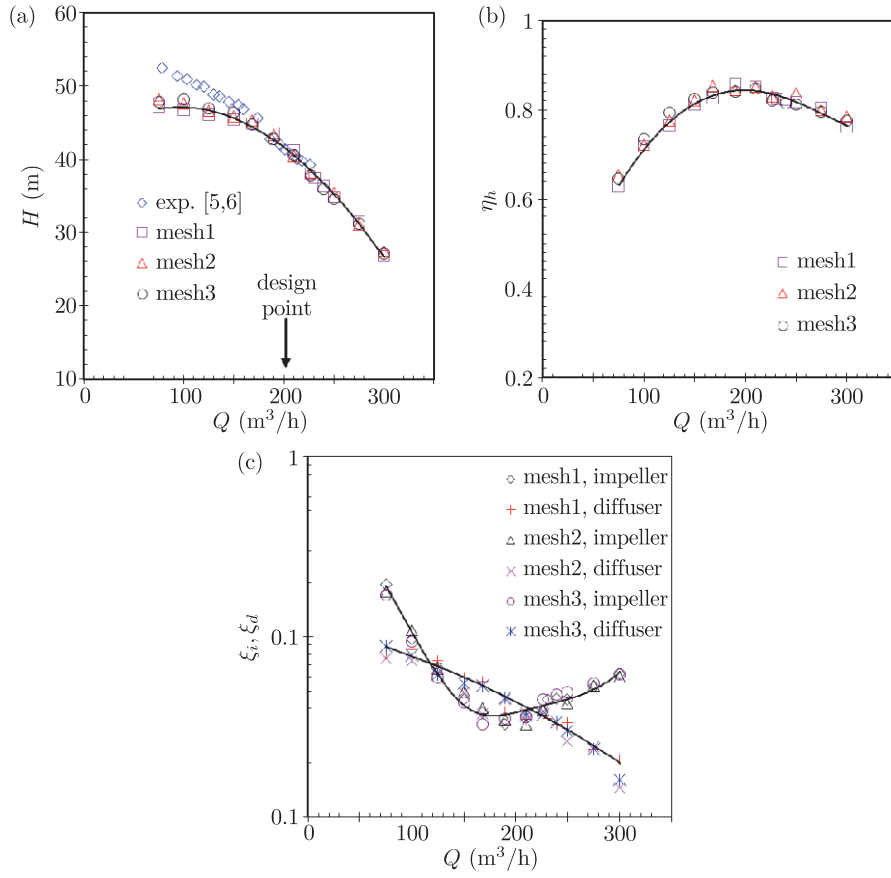 (a)
60
50
40
30
20
10
H (m)
exp. [5,6]
mesh1
mesh2
mesh3
design
point
0 100 200 300
Q (m³/h)
(b)
1
0.8
0.6
0.4
0.2
ηh
mesh1
mesh2
mesh3
0 100 200 300
Q (m³/h)
(c)
1
0.1
0.1
ξi, ξd
mesh1, impeller
mesh1, diffuser
mesh2, impeller
mesh2, diffuser
mesh3, impeller
mesh3, diffuser
0 100 200 300
Q (m³/h)